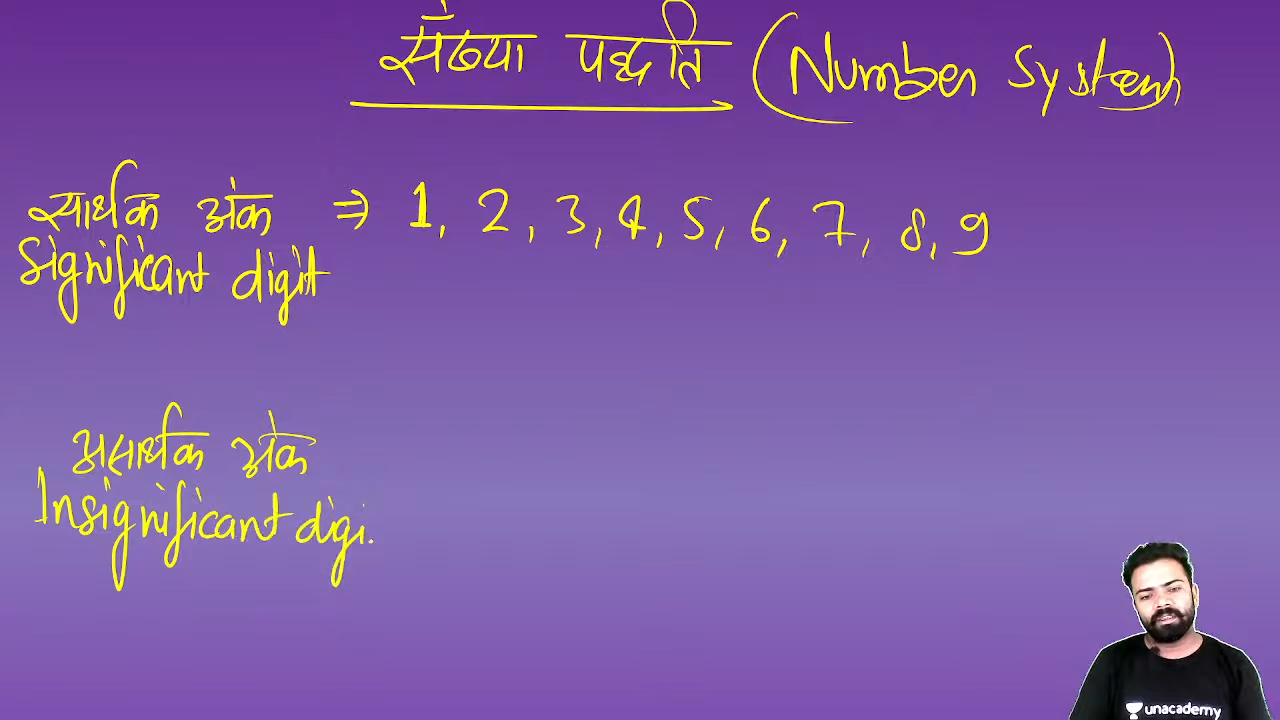 संख्या पद्धति (Number System)
सार्थक अंक ⇒ 1, 2, 3, 4, 5, 6, 7, 8, 9
Significant digit
असार्थक अंक
Insignificant digi.
unacademy